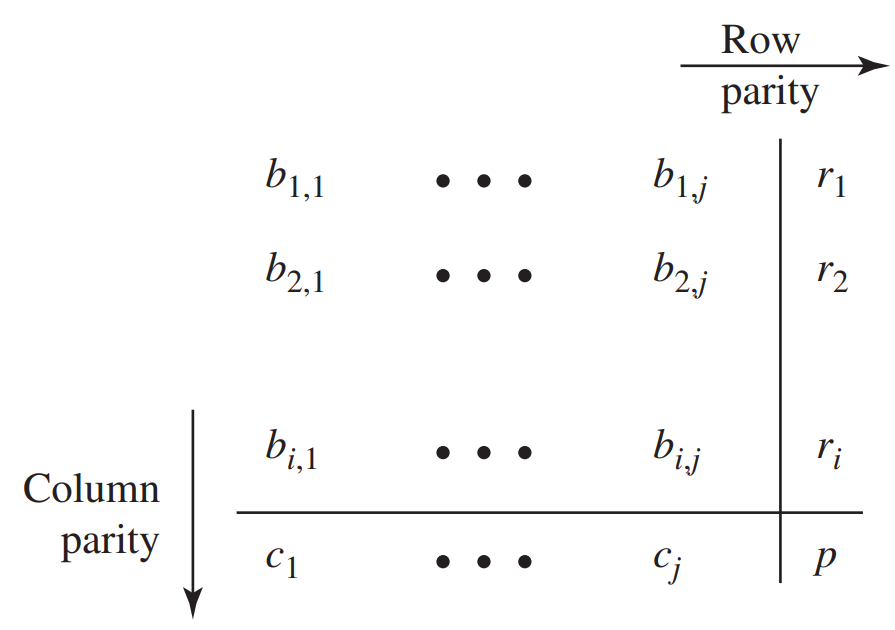 Row
parity
b1,1 • • • b1,j r1
b2,1 • • • b2,j r2
bi,1 • • • bi,j ri
Column
parity
c1 • • • cj p